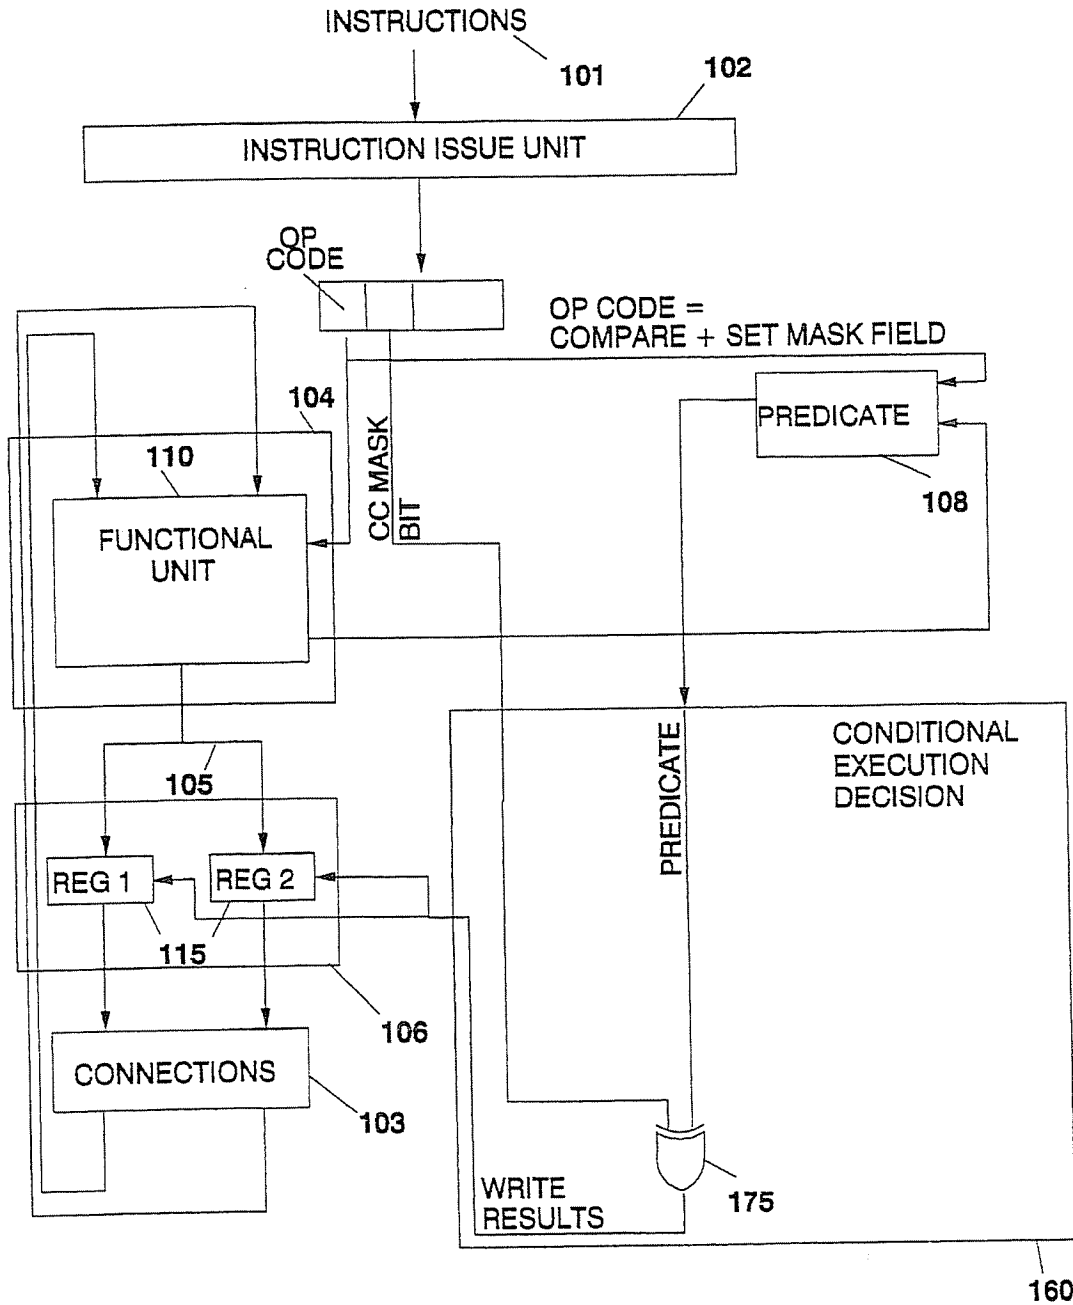 INSTRUCTIONS
101
102
INSTRUCTION ISSUE UNIT
OP
CODE
OP CODE =
COMPARE + SET MASK FIELD
104
PREDICATE
108
110
CC MASK
BIT
FUNCTIONAL
UNIT
PREDICATE
CONDITIONAL
EXECUTION
DECISION
105
REG 1
REG 2
115
106
CONNECTIONS
103
WRITE
RESULTS
175
160